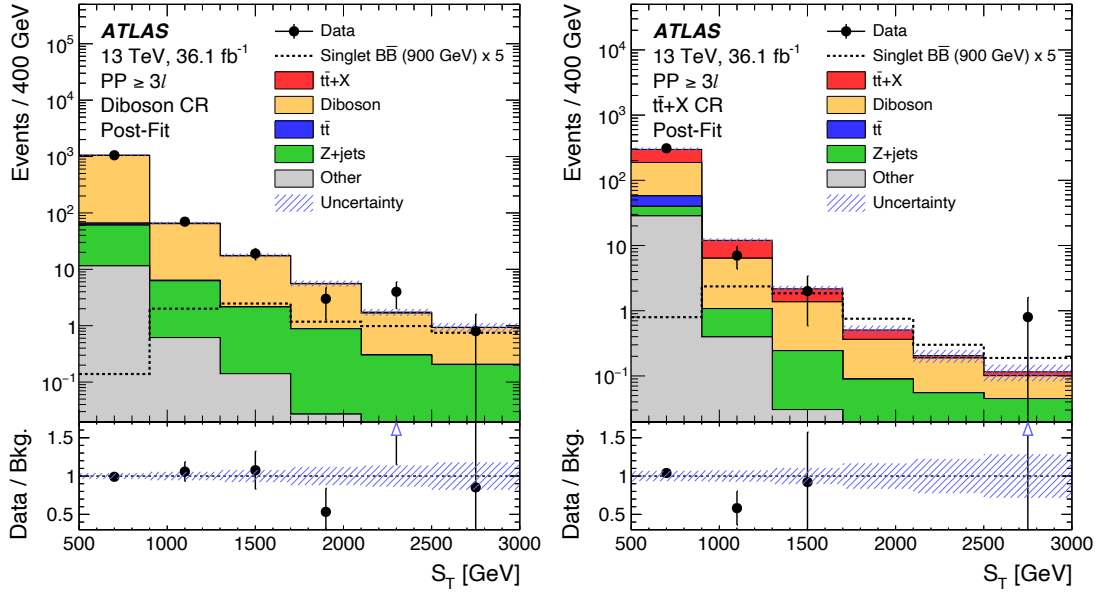 ATLAS
13 TeV, 36.1 fb⁻¹
PP ≥ 3l
Diboson CR
Post-Fit
Data
Singlet BB̅ (900 GeV) x 5
tt̅+X
Diboson
tt̅
Z+jets
Other
Uncertainty
Events / 400 GeV
10⁵
10⁴
10³
10²
10
1
10⁻¹
Data / Bkg.
1.5
1
0.5
500 1000 1500 2000 2500 3000
S_T [GeV]
ATLAS
13 TeV, 36.1 fb⁻¹
PP ≥ 3l
tt̅+X CR
Post-Fit
Data
Singlet BB̅ (900 GeV) x 5
tt̅+X
Diboson
tt̅
Z+jets
Other
Uncertainty
Events / 400 GeV
10⁴
10³
10²
10
1
10⁻¹
Data / Bkg.
1.5
1
0.5
500 1000 1500 2000 2500 3000
S_T [GeV]